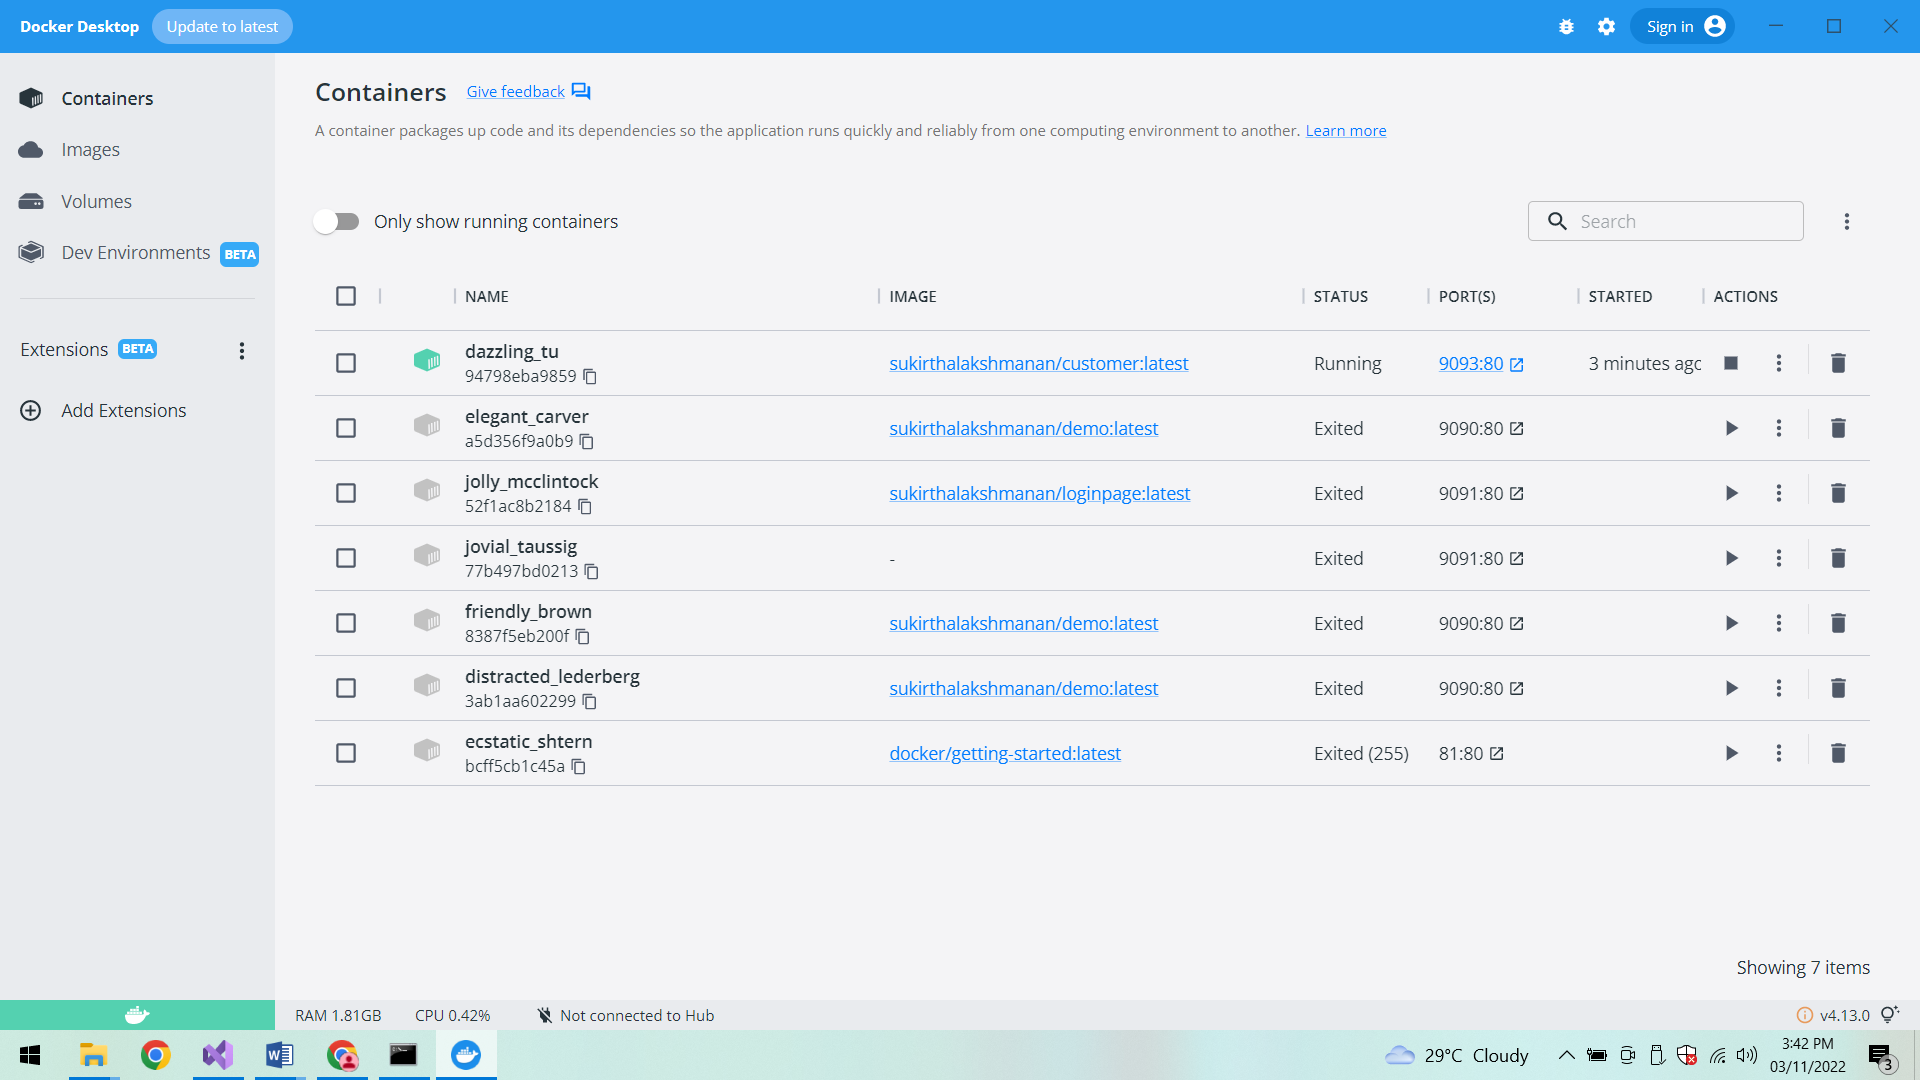 Docker Desktop Update to latest Sign in
Containers
Images
Volumes
Dev Environments BETA
Extensions BETA
Add Extensions
Containers Give feedback
A container packages up code and its dependencies so the application runs quickly and reliably from one computing environment to another. Learn more
Only show running containers Search
NAME IMAGE STATUS PORT(S) STARTED ACTIONS
dazzling_tu
94798eba9859 sukirthalakshmanan/customer:latest Running 9093:80 3 minutes agc
elegant_carver
a5d356f9a0b9 sukirthalakshmanan/demo:latest Exited 9090:80
jolly_mcclintock
52f1ac8b2184 sukirthalakshmanan/loginpage:latest Exited 9091:80
jovial_taussig
77b497bd0213 - Exited 9091:80
friendly_brown
8387f5eb200f sukirthalakshmanan/demo:latest Exited 9090:80
distracted_lederberg
3ab1aa602299 sukirthalakshmanan/demo:latest Exited 9090:80
ecstatic_shtern
bcff5cb1c45a docker/getting-started:latest Exited (255) 81:80
Showing 7 items
RAM 1.81GB CPU 0.42% Not connected to Hub v4.13.0
29°C Cloudy 3:42 PM
03/11/2022 3